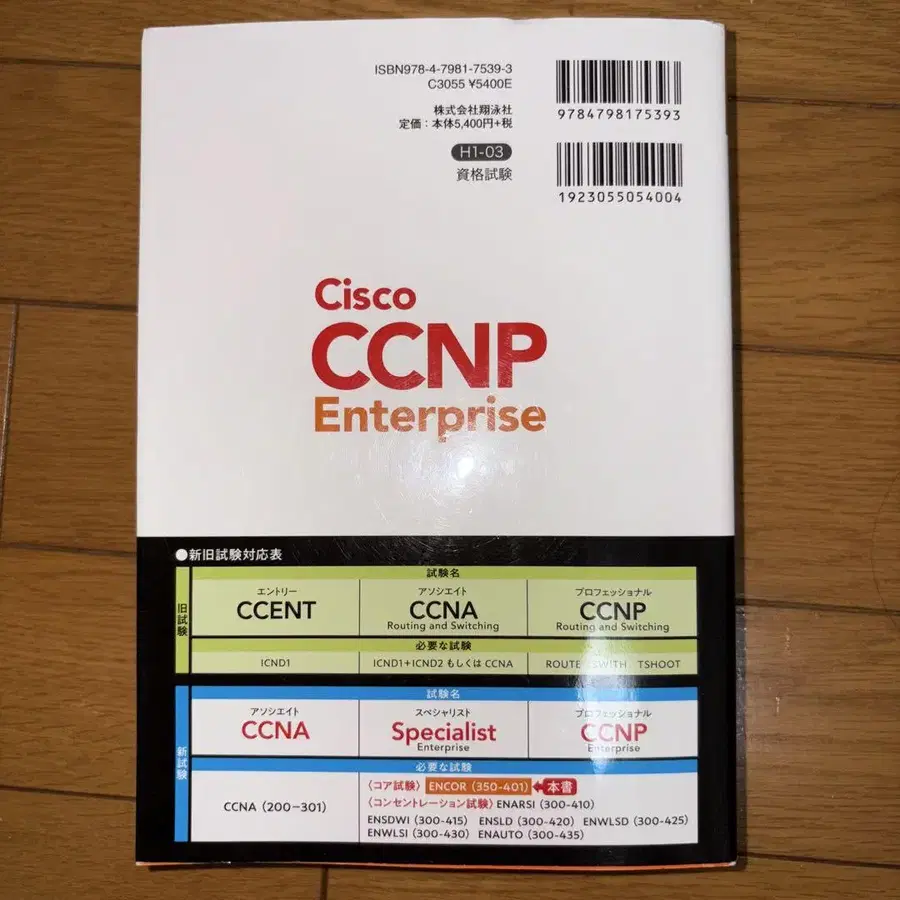 ISBN978-4-7981-7539-3
C3055 ¥5400E
株式会社翔泳社
定価：本体5,400円+税
H1-03
資格試験
9784798175393
1923055054004
Cisco
CCNP
Enterprise
●新旧試験対応表
旧試験
試験名
エントリー
CCENT
アソシエイト
CCNA
Routing and Switching
プロフェッショナル
CCNP
Routing and Switching
必要な試験
ICND1
ICND1+ICND2 もしくは CCNA
ROUTE SWITH TSHOOT
新試験
試験名
アソシエイト
CCNA
スペシャリスト
Specialist
Enterprise
プロフェッショナル
CCNP
Enterprise
必要な試験
CCNA（200-301）
〈コア試験〉 ENCOR（350-401） 本書
〈コンセントレーション試験〉 ENARSI（300-410）
ENSDWI（300-415） ENSLD（300-420） ENWLSD（300-425）
ENWLSI（300-430） ENAUTO（300-435）